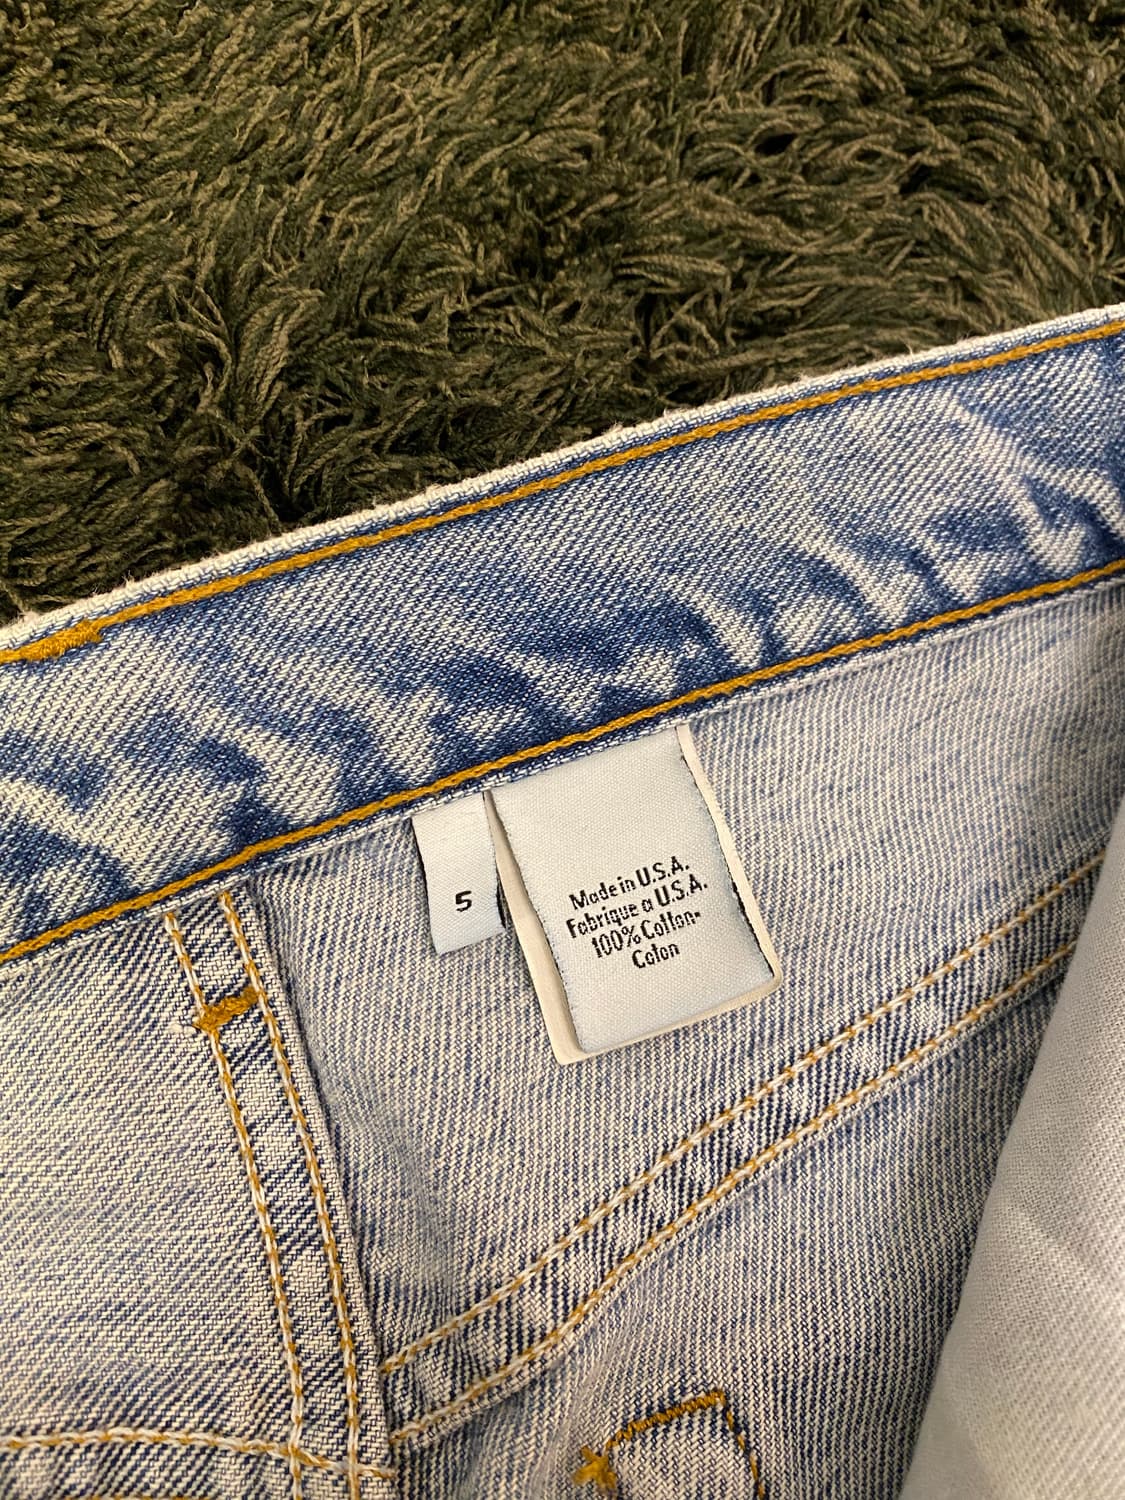 5
Made in U.S.A.
Fabrique a U.S.A.
100% Cotton-
Coton